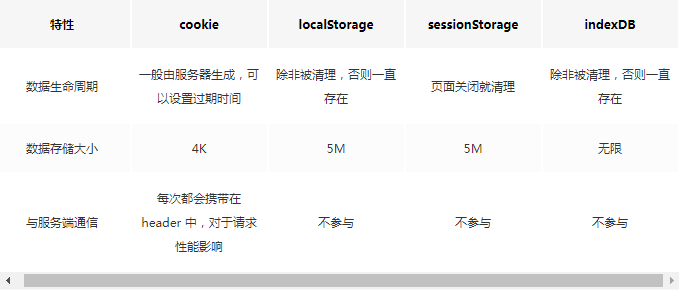 特性 cookie localStorage sessionStorage indexDB
数据生命周期 一般由服务器生成，可以设置过期时间 除非被清理，否则一直存在 页面关闭就清理 除非被清理，否则一直存在
数据存储大小 4K 5M 5M 无限
与服务端通信 每次都会携带在 header 中，对于请求性能影响 不参与 不参与 不参与